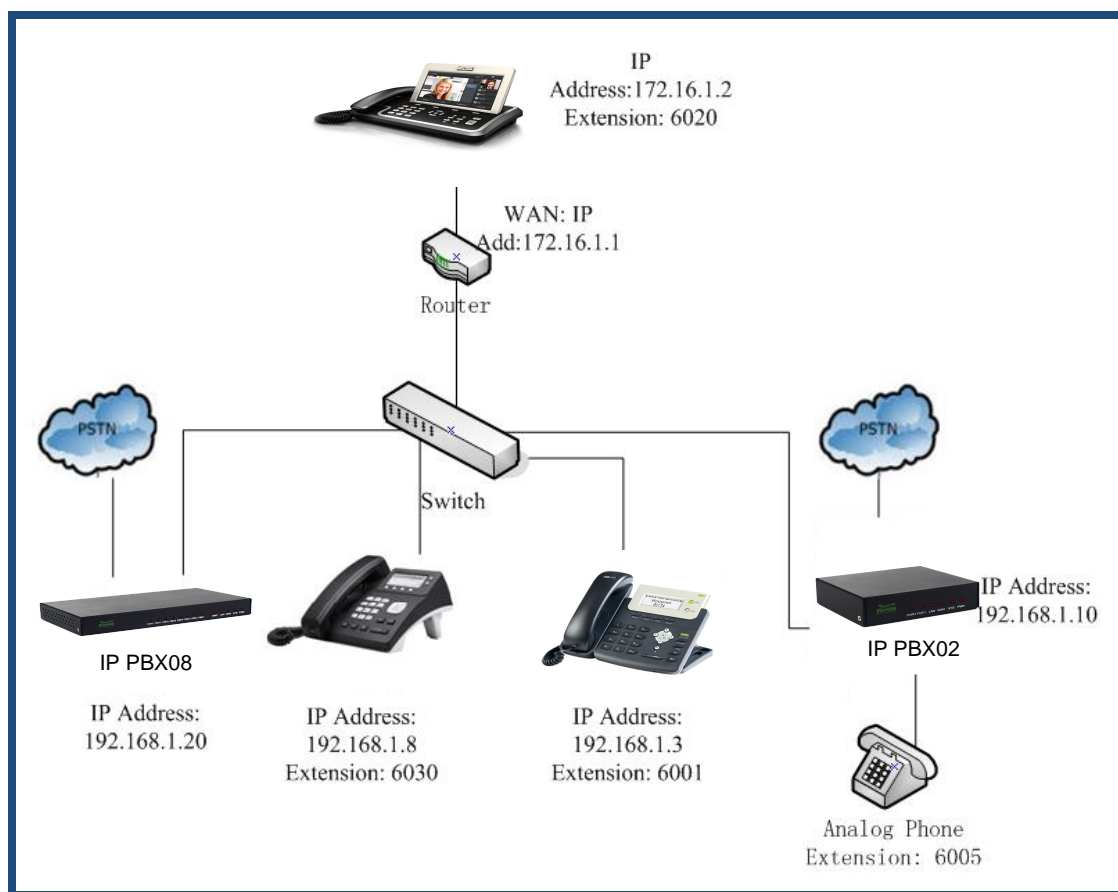 IP
Address:172.16.1.2
Extension: 6020
WAN: IP
Add:172.16.1.1
Router
PSTN
PSTN
Switch
IP Address:
192.168.1.10
IP PBX08
IP PBX02
IP Address:
192.168.1.20
IP Address:
192.168.1.8
Extension: 6030
IP Address:
192.168.1.3
Extension: 6001
Analog Phone
Extension: 6005